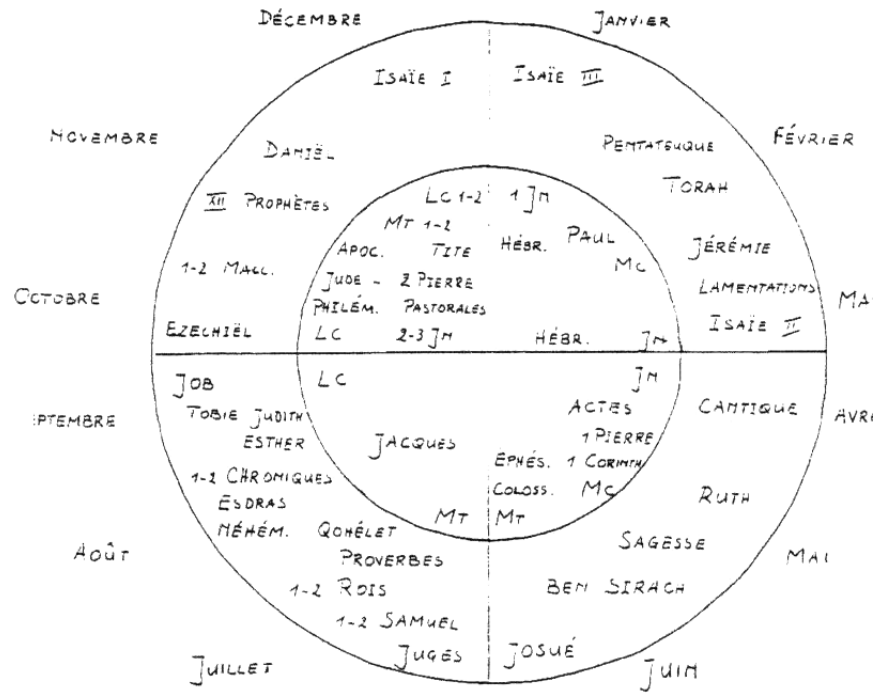 DÉCEMBRE
JANVIER
ISAÏE I
ISAÏE III
NOVEMBRE
FÉVRIER
DANIËL
PENTATEUQUE
XII PROPHÈTES
TORAH
LC 1-2
1 JN
MT 1-2
HÉBR.
PAUL
APOC.
TITE
MC
JÉRÉMIE
1-2 MACC.
JUDE - 2 PIERRE
LAMENTATIONS
OCTOBRE
MA
PHILÉM.
PASTORALES
ISAÏE II
EZECHIËL
LC
2-3 JN
HÉBR.
JN
JOB
LC
JN
EPTEMBRE
TOBIE JUDITH
ACTES
CANTIQUE
AVR
ESTHER
JACQUES
1 PIERRE
1-2 CHRONIQUES
EPHÉS.
1 CORINTH
ESDRAS
COLOSS.
MC
RUTH
NÉHÉM.
QOHÉLET
MT
MT
AOÛT
PROVERBES
SAGESSE
MAI
1-2 ROIS
BEN SIRACH
1-2 SAMUEL
JUILLET
JUGES
JOSUÉ
JUIN